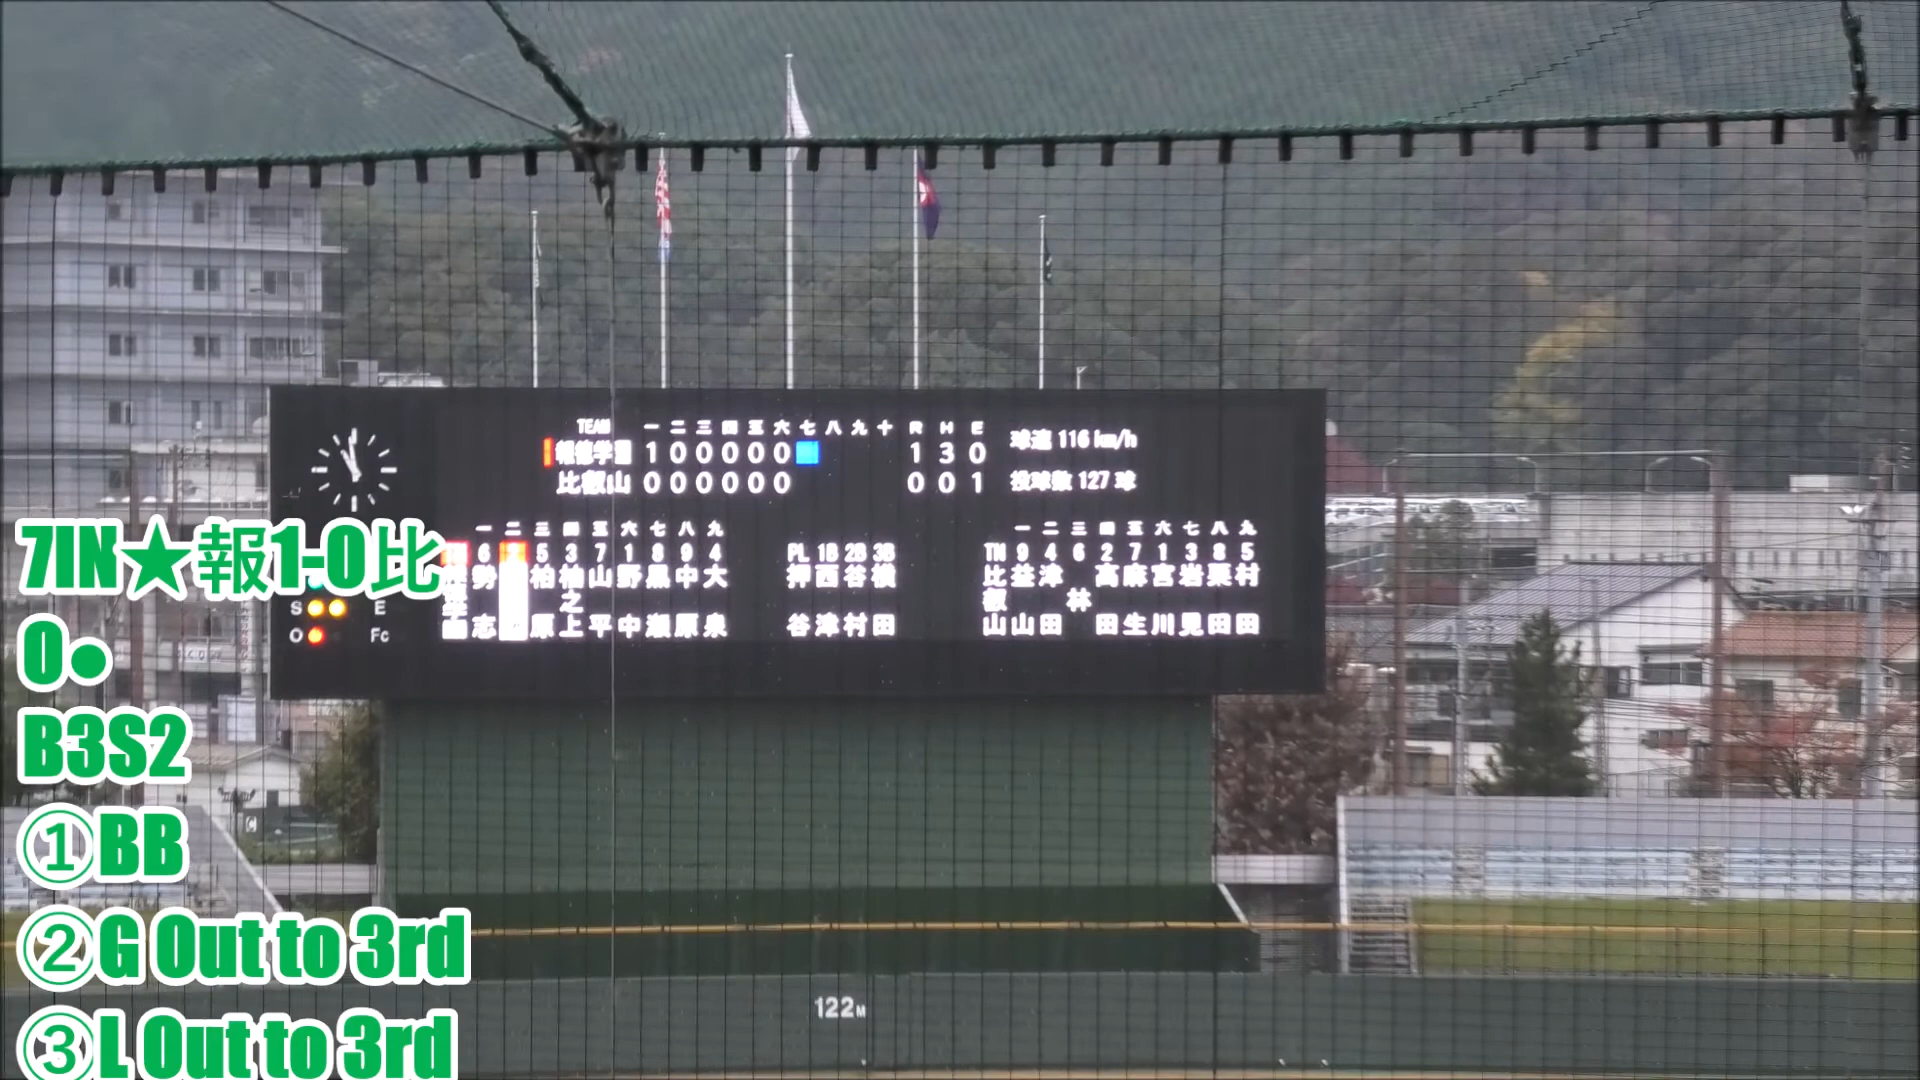 TEAM 一 二 三 四 五 六 七 八 九 十 R H E
報徳学園 1 0 0 0 0 0 1 3 0
比叡山 0 0 0 0 0 0 0 0 1
球速 116 km/h
投球数 127 球
一 二 三 四 五 六 七 八 九
6 5 3 7 1 8 9 4
勢志 柏原 柚之上 山平 野中 黒瀬 中原 大泉
PL 1B 2B 3B
押谷 西津 谷村 横田
一 二 三 四 五 六 七 八 九
TM 9 4 6 2 7 1 3 8 5
比叡山 益山 津田 林 高田 麻生 宮川 岩見 栗田 村田
S E
O Fc
7IN★報1-0比
O●
B3S2
①BB
②G Out to 3rd
③L Out to 3rd
122M